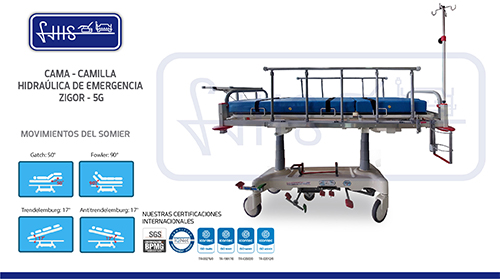 FHS
CAMA - CAMILLA
HIDRAÚLICA DE EMERGENCIA
ZIGOR - 5G
MOVIMIENTOS DEL SOMIER
Gatch: 50°
Fowler: 90°
Trendelemburg: 17°
Antitrendelemburg: 17°
NUESTRAS CERTIFICACIONES
INTERNACIONALES
SGS
BPMG